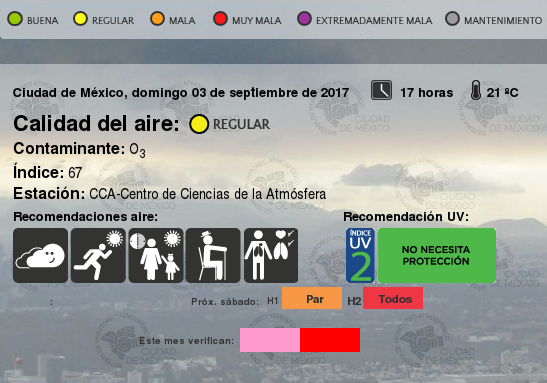 BUENA REGULAR MALA MUY MALA EXTREMADAMENTE MALA MANTENIMIENTO
Ciudad de México, domingo 03 de septiembre de 2017 17 horas 21 ºC
Calidad del aire: REGULAR
Contaminante: O3
Índice: 67
Estación: CCA-Centro de Ciencias de la Atmósfera
Recomendaciones aire: Recomendación UV:
ÍNDICE
UV
2
NO NECESITA
PROTECCIÓN
: Próx. sábado: H1 Par H2 Todos
Este mes verifican:
CIUDAD
DE MÉXICO